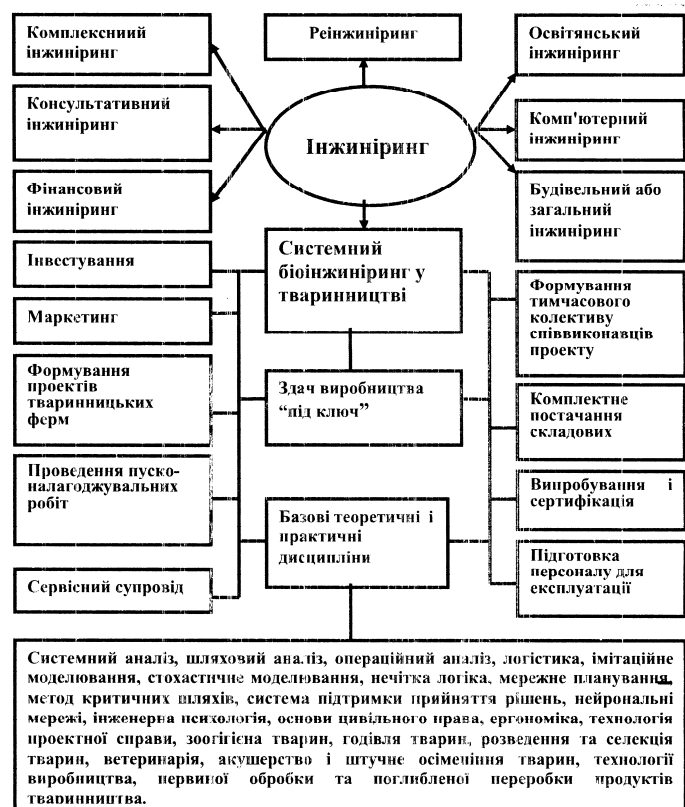 Комплексниий
інжиніринг
Реінжиніринг
Освітянський
інжиніринг
Консультативний
інжиніринг
Інжиніринг
Комп'ютерний
інжиніринг
Фінансовий
інжиніринг
Будівельний або
загальний
інжиніринг
Інвестування
Системний
біоінжиніринг у
тваринництві
Маркетинг
Формування
тимчасового
колективу
співвиконавців
проекту
Формування
проектів
тваринницьких
ферм
Здач виробництва
“під ключ”
Комплектне
постачання
складових
Проведення пуско-
налагоджувальних
робіт
Випробування і
сертифікація
Базові теоретичні і
практичні
дисципліни
Сервісний супровід
Підготовка
персоналу для
експлуатації
Системний аналіз, шляховий аналіз, операційний аналіз, логістика, імітаційне
моделювання, стохастичне моделювання, нечітка логіка, мережне планування,
метод критичних шляхів, система підтримки прийняття рішень, нейрональні
мережі, інженерна психологія, основи цивільного права, ергономіка, технологія
проектної справи, зоогігієна тварин, годівля тварин, розведення та селекція
тварин, ветеринарія, акушерство і штучне осіменіння тварин, технології
виробництва, первиної обробки та поглибленої переробки продуктів
тваринництва.